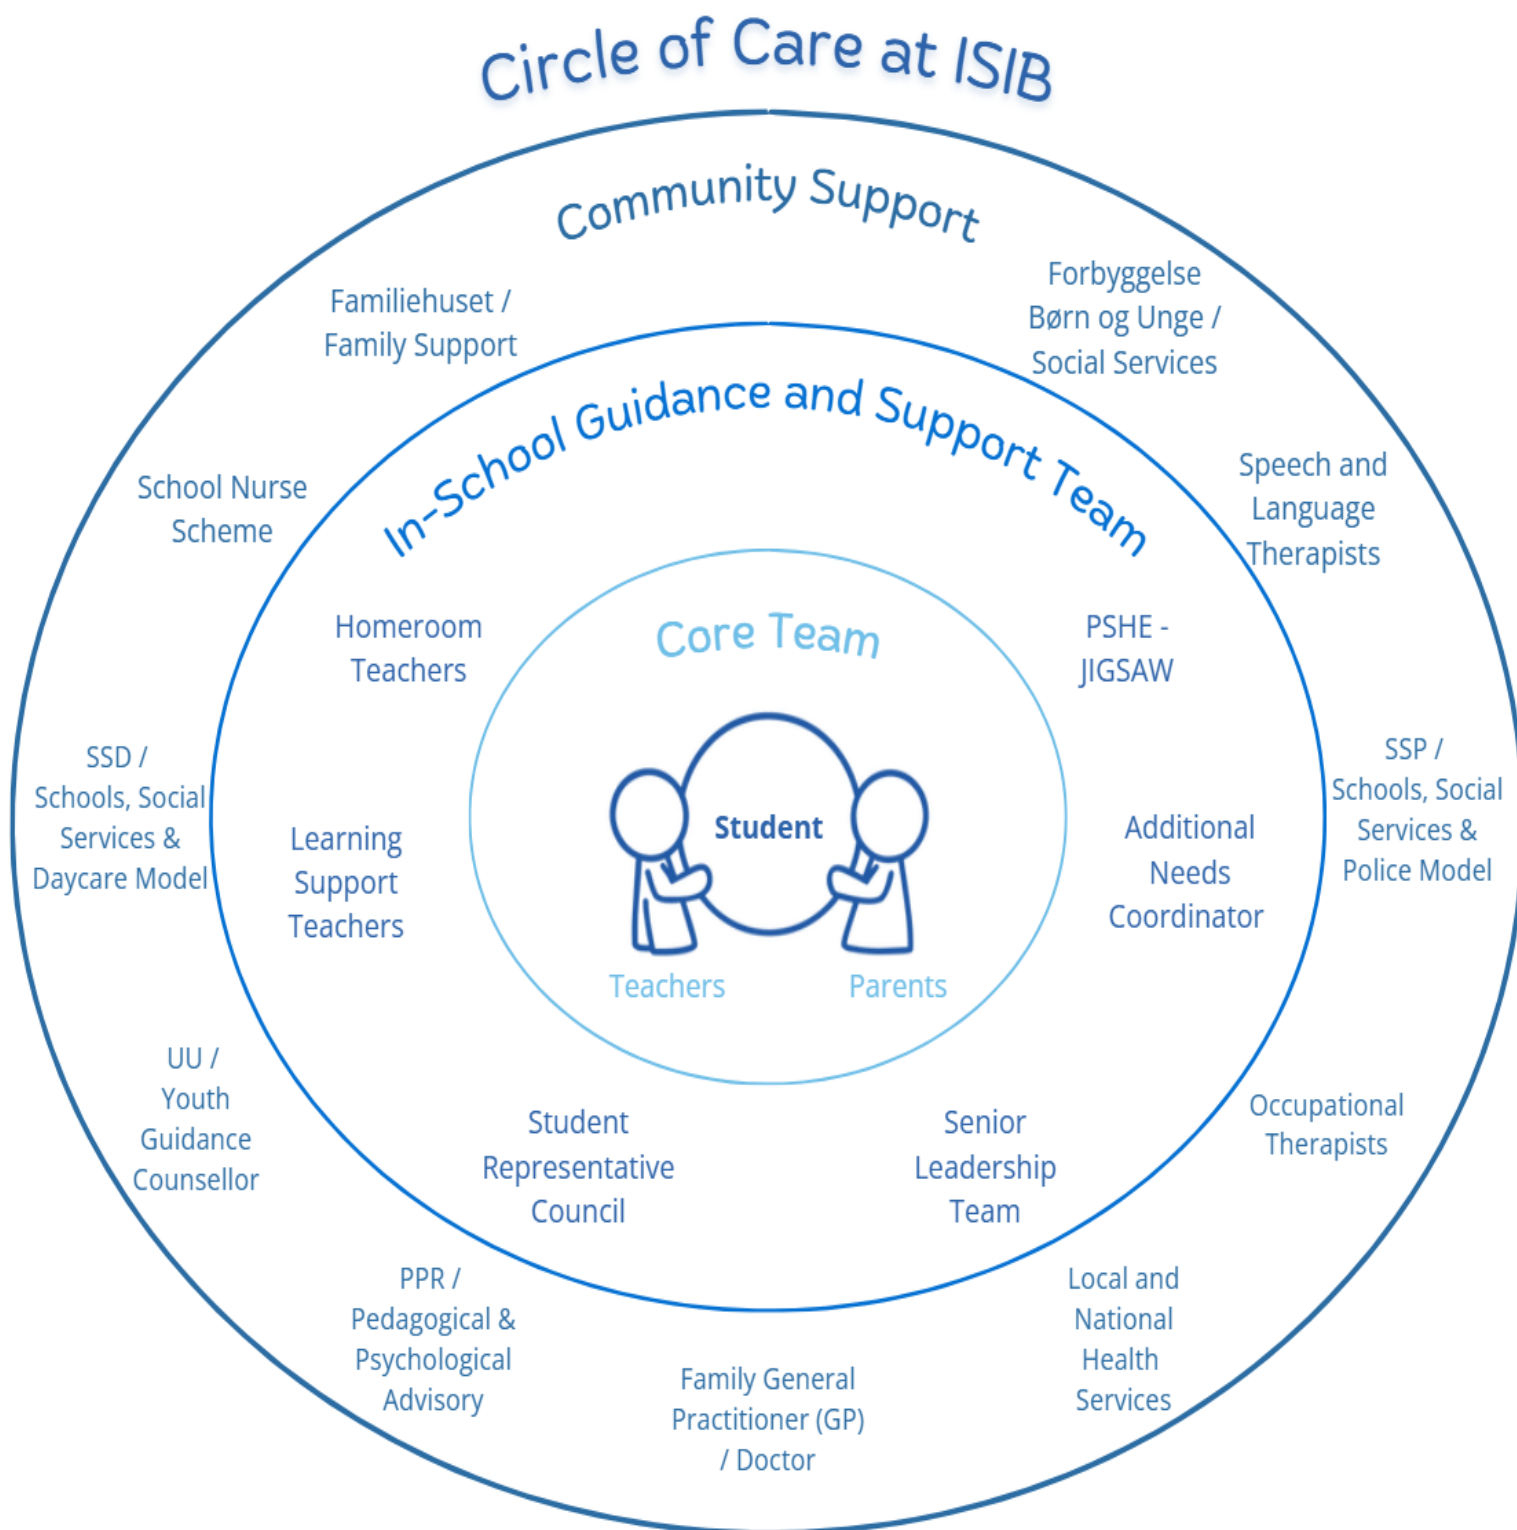 Circle of Care at ISIB
Community Support
Familiehuset /
Family Support
Forbyggelse
Børn og Unge /
Social Services
School Nurse
Scheme
Speech and
Language
Therapists
SSD /
Schools, Social
Services &
Daycare Model
SSP /
Schools, Social
Services &
Police Model
UU /
Youth
Guidance
Counsellor
Occupational
Therapists
PPR /
Pedagogical &
Psychological
Advisory
Family General
Practitioner (GP)
/ Doctor
Local and
National
Health
Services
In-School Guidance and Support Team
Homeroom
Teachers
PSHE -
JIGSAW
Learning
Support
Teachers
Additional
Needs
Coordinator
Student
Representative
Council
Senior
Leadership
Team
Core Team
Student
Teachers
Parents